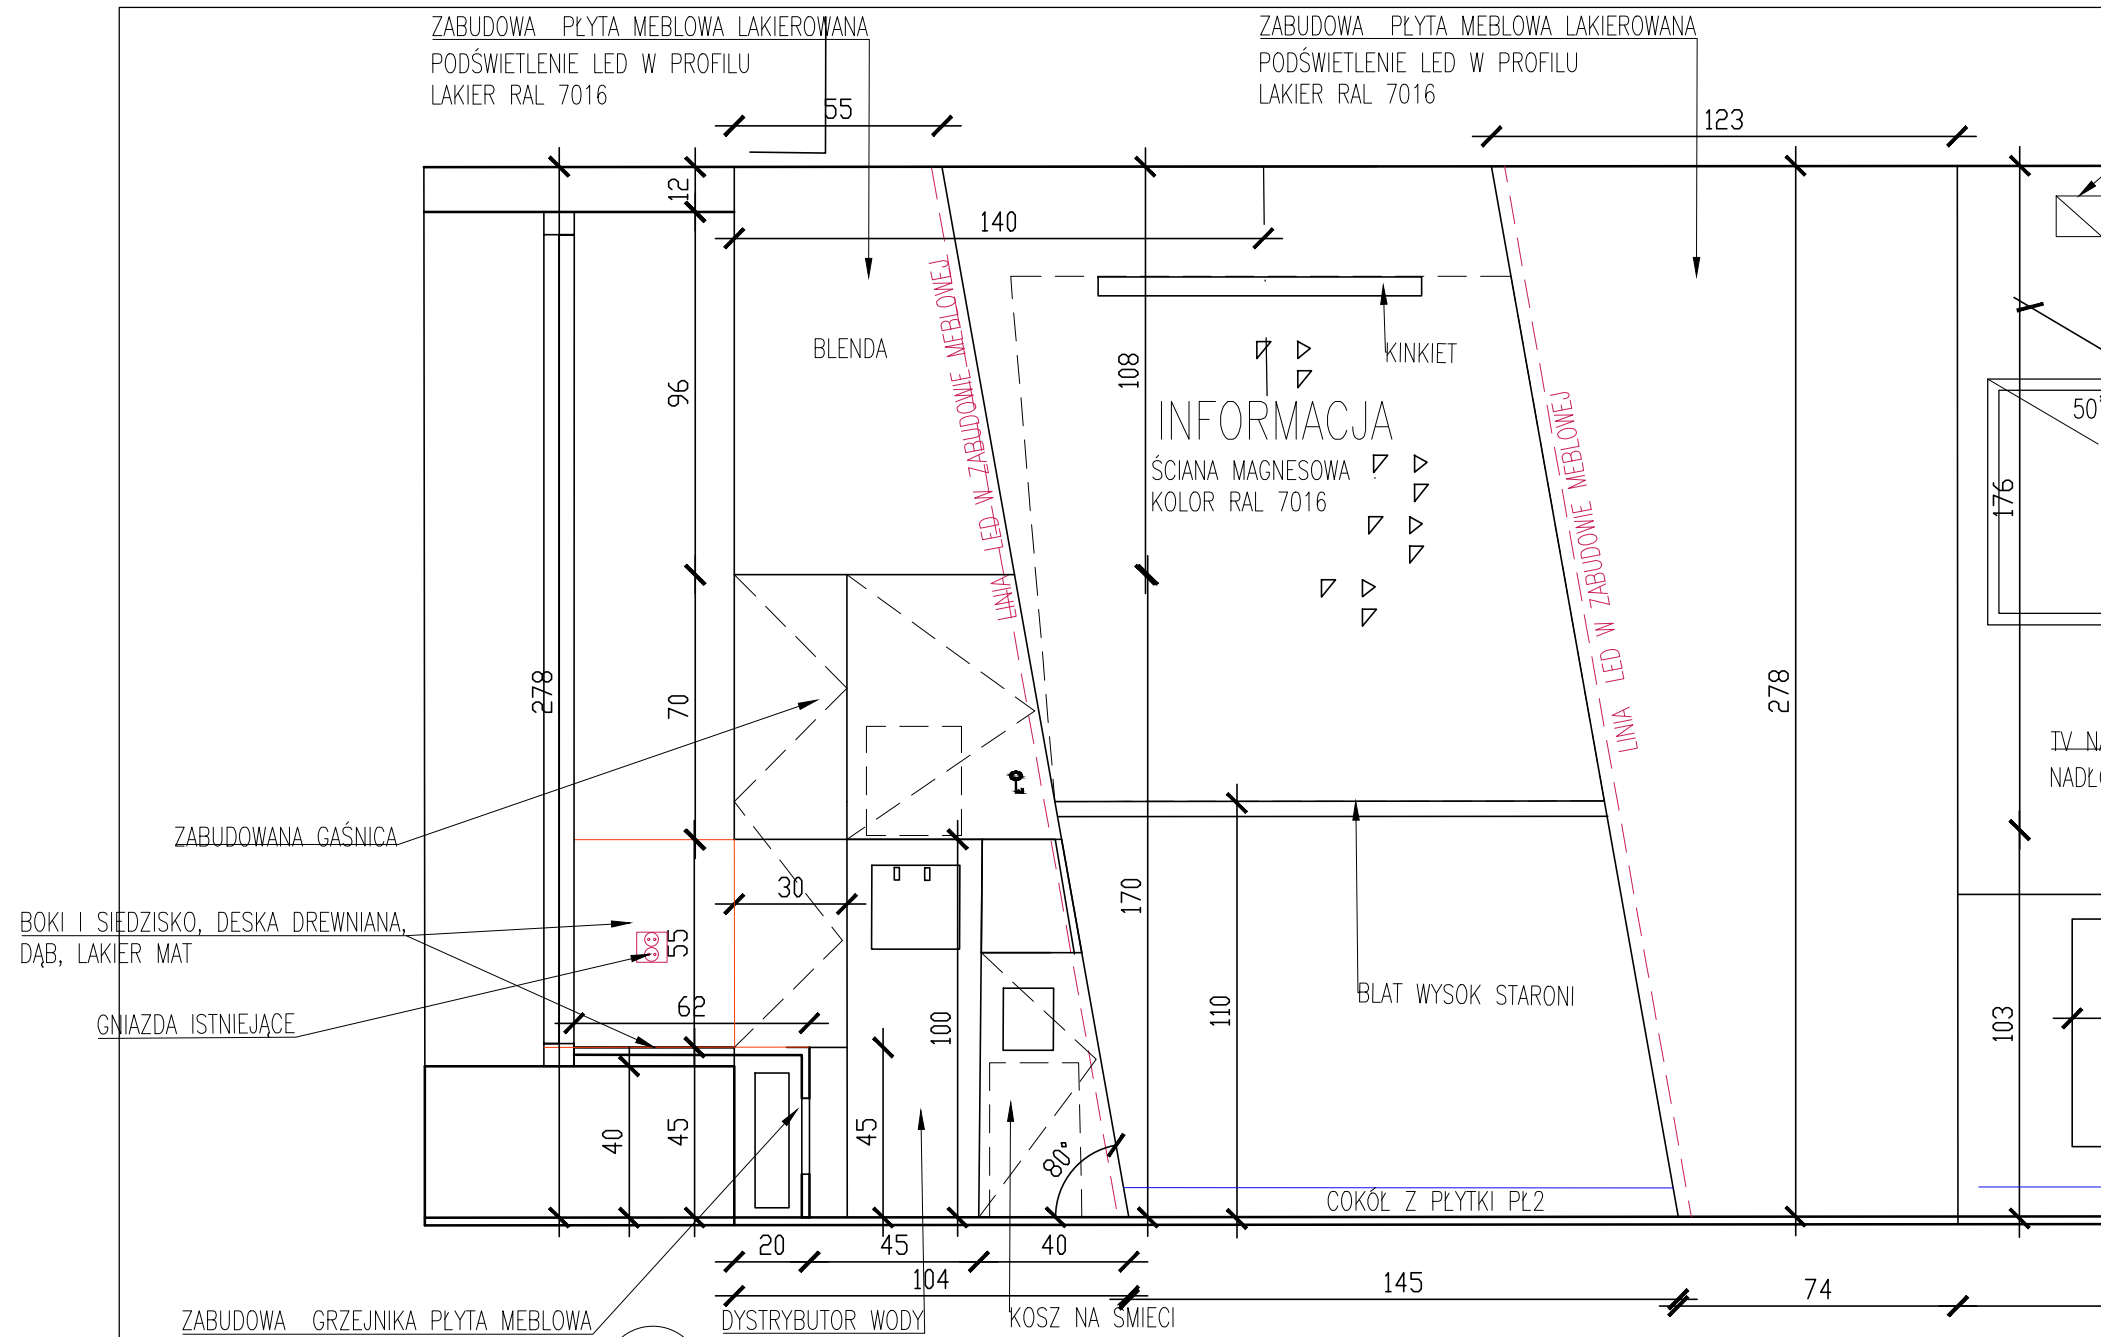 ZABUDOWA PŁYTA MEBLOWA LAKIEROWANA
PODŚWIETLENIE LED W PROFILU
LAKIER RAL 7016
ZABUDOWA PŁYTA MEBLOWA LAKIEROWANA
PODŚWIETLENIE LED W PROFILU
LAKIER RAL 7016
55
123
12
140
BLENDA
LINIA LED W ZABUDOWIE MEBLOWEJ
108
KINKIET
96
INFORMACJA
ŚCIANA MAGNESOWA
KOLOR RAL 7016
LINIA LED W ZABUDOWIE MEBLOWEJ
50"
176
278
70
278
TV
ZABUDOWANA GAŚNICA
30
170
BOKI I SIEDZISKO, DESKA DREWNIANA,
DĄB, LAKIER MAT
55
62
GNIAZDA ISTNIEJĄCE
100
110
BLAT WYSOK STARONI
103
40
45
45
80°
COKÓŁ Z PŁYTKI PŁ2
20
45
40
104
145
74
ZABUDOWA GRZEJNIKA PŁYTA MEBLOWA
DYSTRYBUTOR WODY
KOSZ NA ŚMIECI